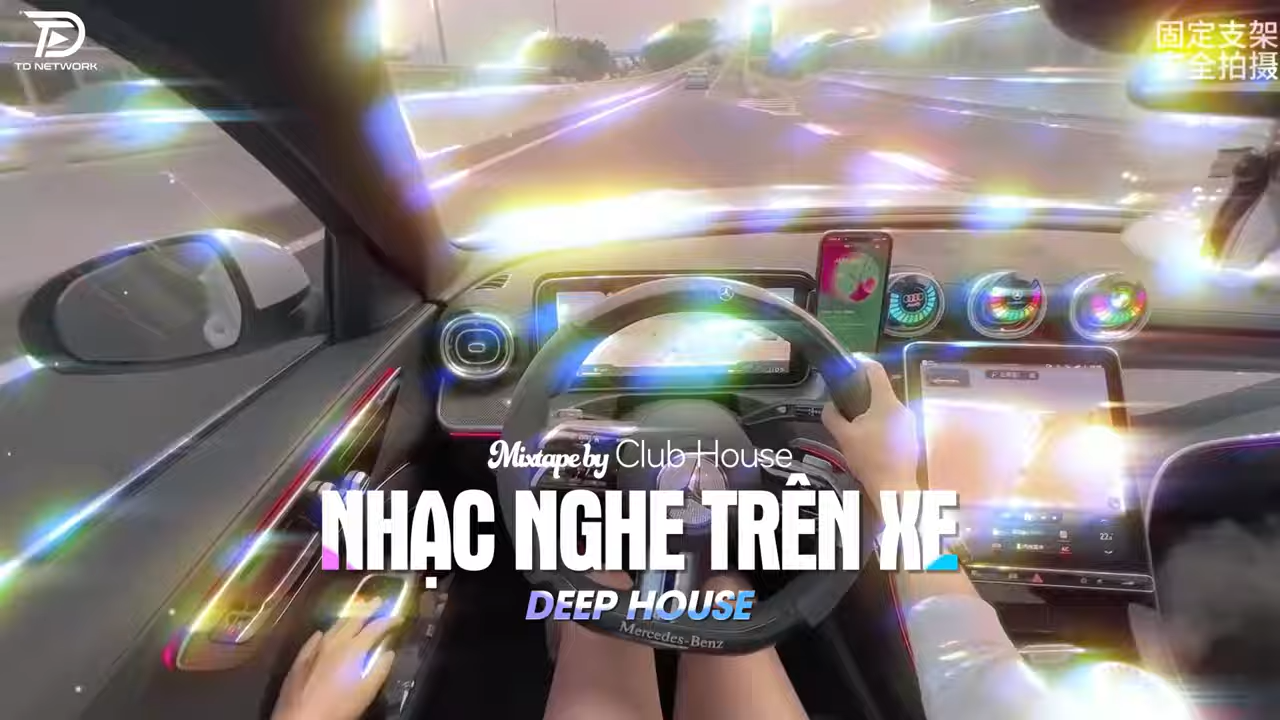 TD NETWORK
固定支架
安全拍摄
Mixtape by Club House
NHẠC NGHE TRÊN XE
DEEP HOUSE
Mercedes-Benz